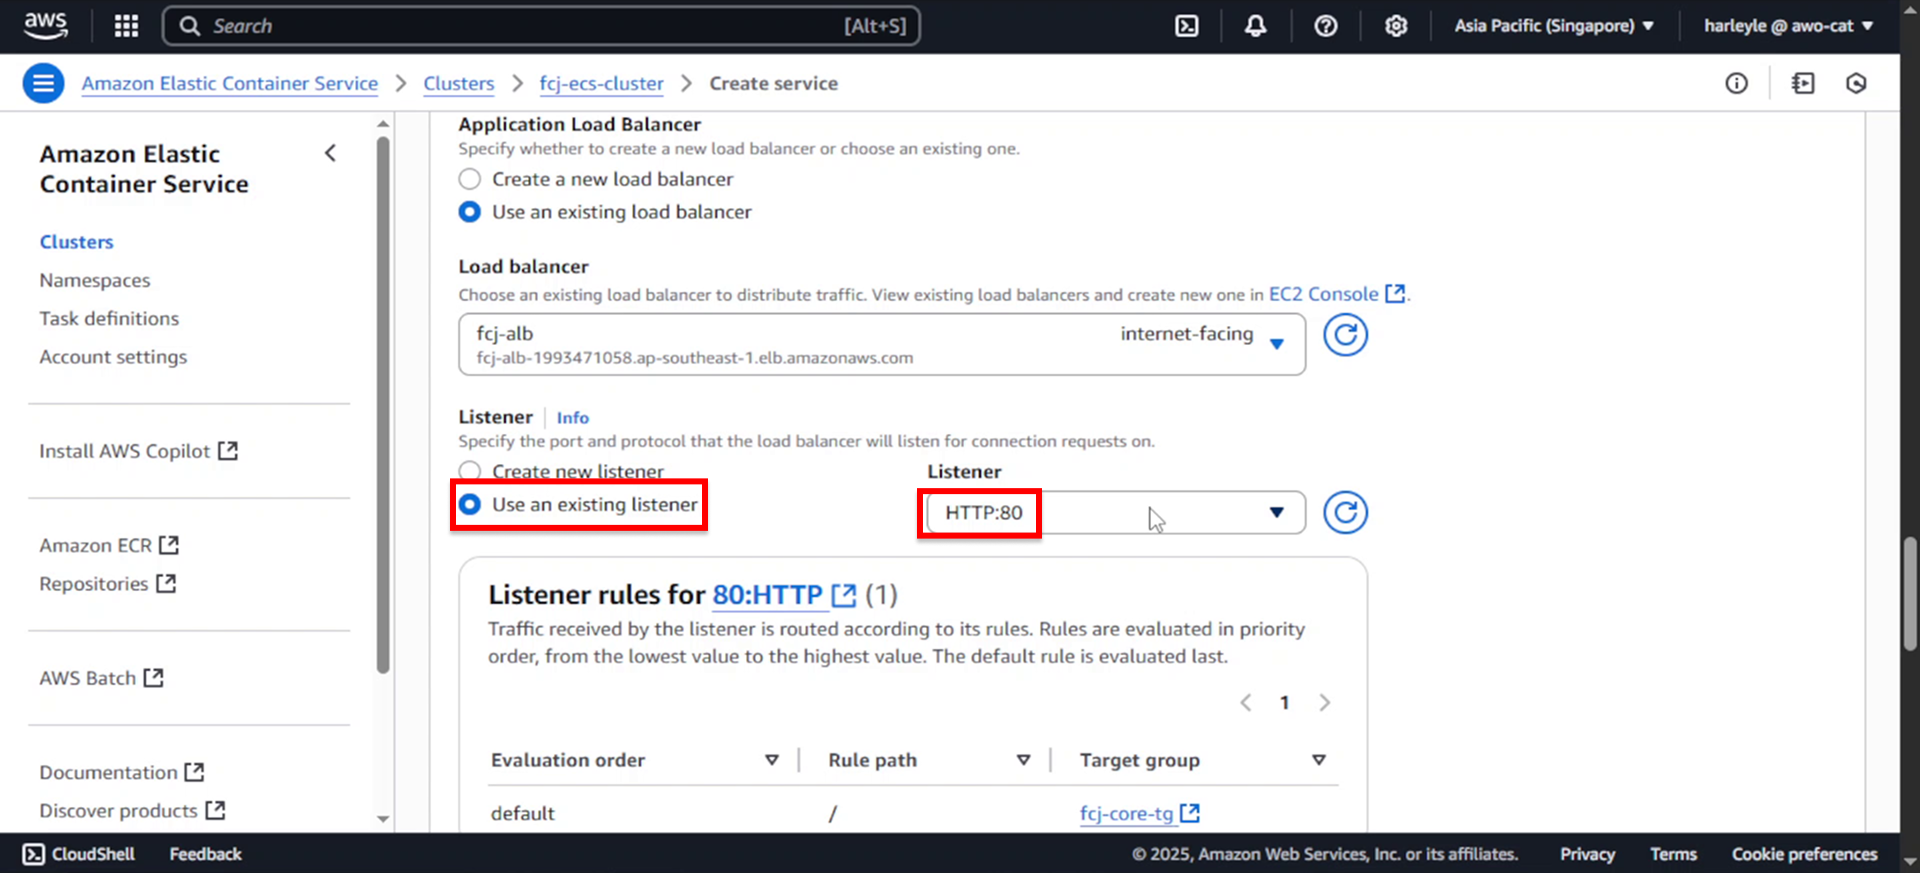 aws
Search
[Alt+S]
Asia Pacific (Singapore)
harleyle @ awo-cat
Amazon Elastic Container Service
Clusters
fcj-ecs-cluster
Create service
Amazon Elastic
Container Service
Clusters
Namespaces
Task definitions
Account settings
Install AWS Copilot
Amazon ECR
Repositories
AWS Batch
Documentation
Discover products
Application Load Balancer
Specify whether to create a new load balancer or choose an existing one.
Create a new load balancer
Use an existing load balancer
Load balancer
Choose an existing load balancer to distribute traffic. View existing load balancers and create new one in EC2 Console.
fcj-alb
internet-facing
fcj-alb-1993471058.ap-southeast-1.elb.amazonaws.com
Listener
Info
Specify the port and protocol that the load balancer will listen for connection requests on.
Create new listener
Use an existing listener
Listener
HTTP:80
Listener rules for 80:HTTP (1)
Traffic received by the listener is routed according to its rules. Rules are evaluated in priority
order, from the lowest value to the highest value. The default rule is evaluated last.
1
Evaluation order
Rule path
Target group
default
/
fcj-core-tg
CloudShell
Feedback
© 2025, Amazon Web Services, Inc. or its affiliates.
Privacy
Terms
Cookie preferences